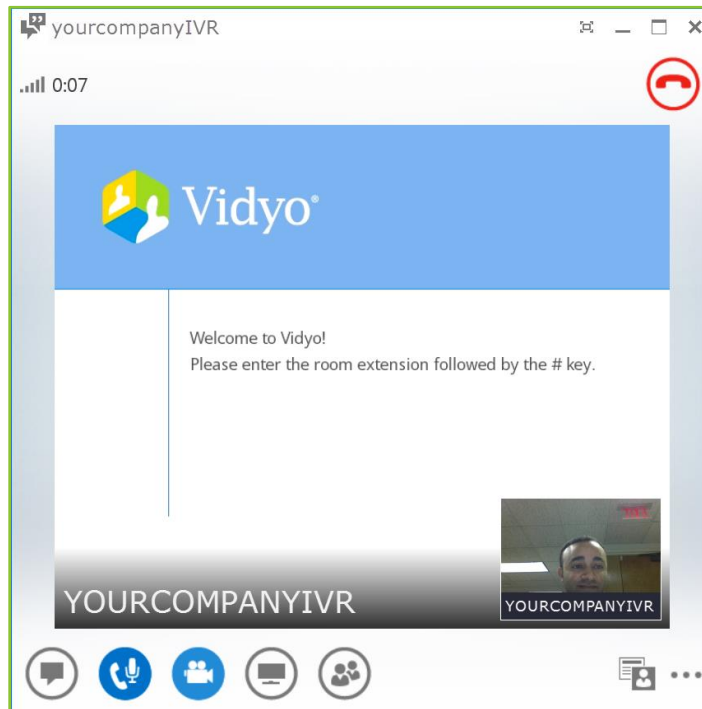 yourcompanyIVR
0:07
Vidyo®
Welcome to Vidyo!
Please enter the room extension followed by the # key.
YOURCOMPANYIVR
YOURCOMPANYIVR